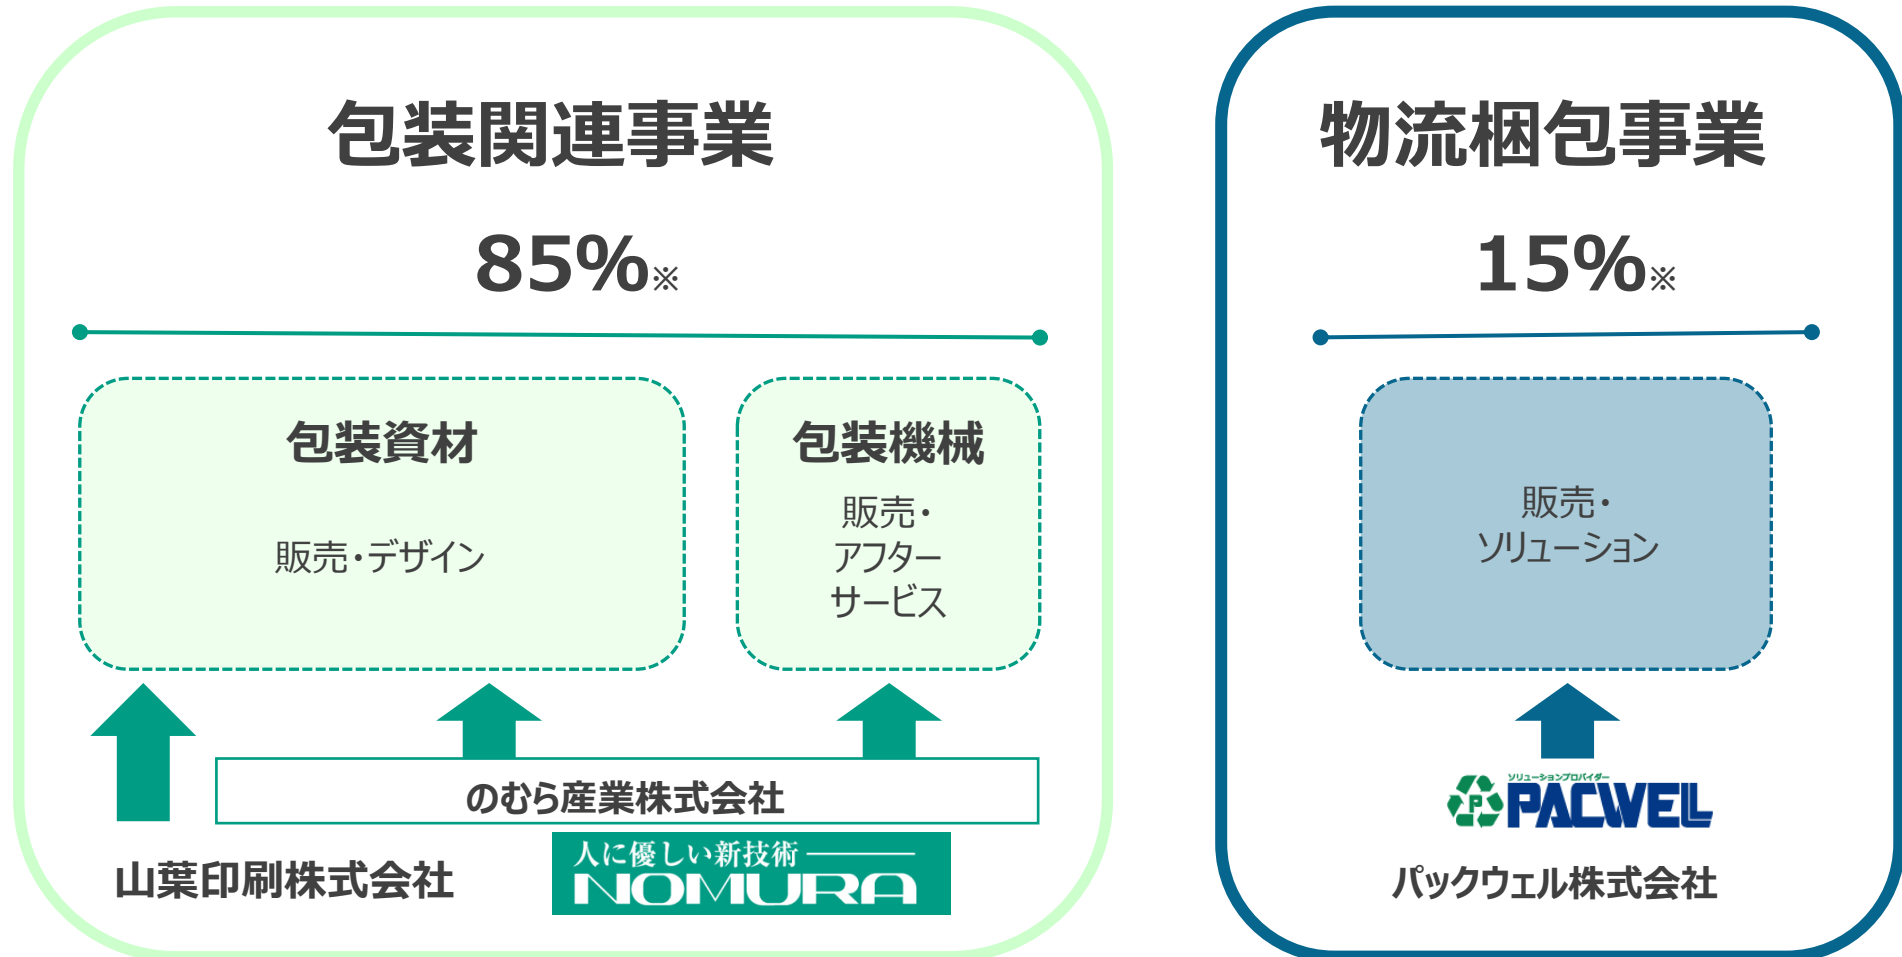 包装関連事業
85%※
包装資材
販売・デザイン
包装機械
販売・
アフター
サービス
のむら産業株式会社
山葉印刷株式会社
人に優しい新技術
NOMURA
物流梱包事業
15%※
販売・
ソリューション
ソリューションプロバイダー
P
PACWELL
パックウェル株式会社